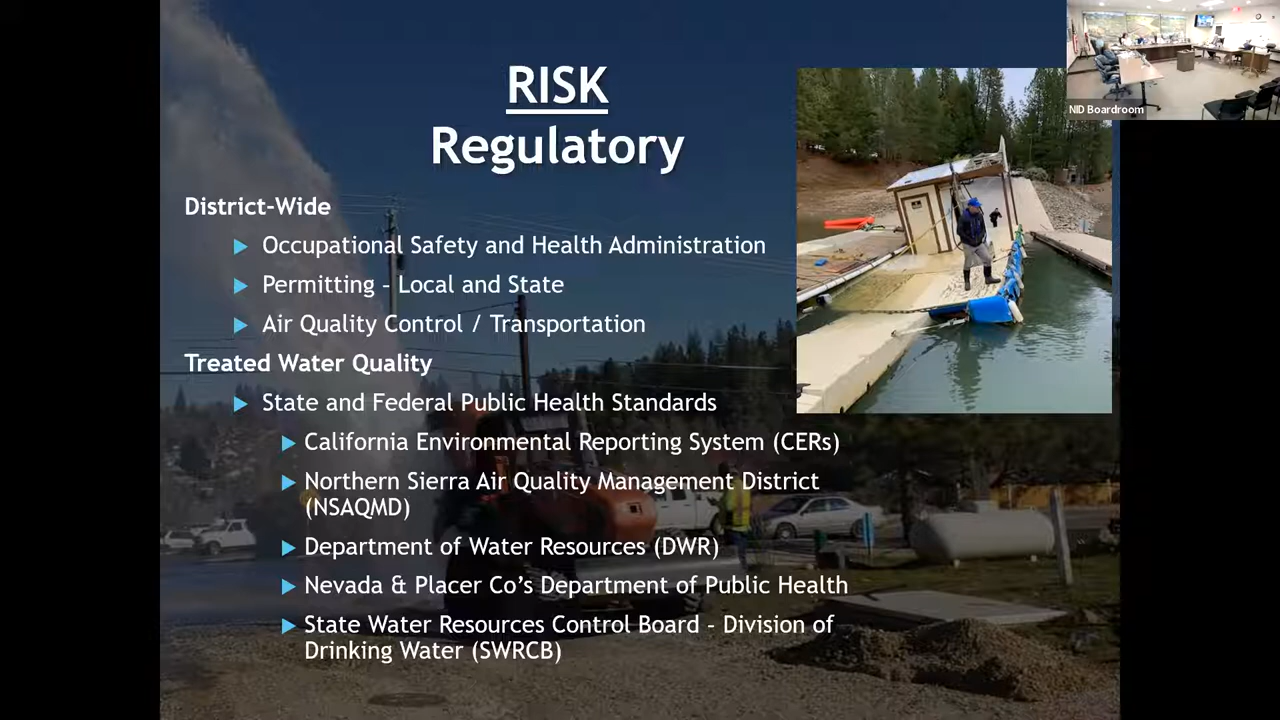 RISK
Regulatory
District-Wide
Occupational Safety and Health Administration
Permitting - Local and State
Air Quality Control / Transportation
Treated Water Quality
State and Federal Public Health Standards
California Environmental Reporting System (CERs)
Northern Sierra Air Quality Management District
(NSAQMD)
Department of Water Resources (DWR)
Nevada & Placer Co's Department of Public Health
State Water Resources Control Board - Division of
Drinking Water (SWRCB)
NID Boardroom